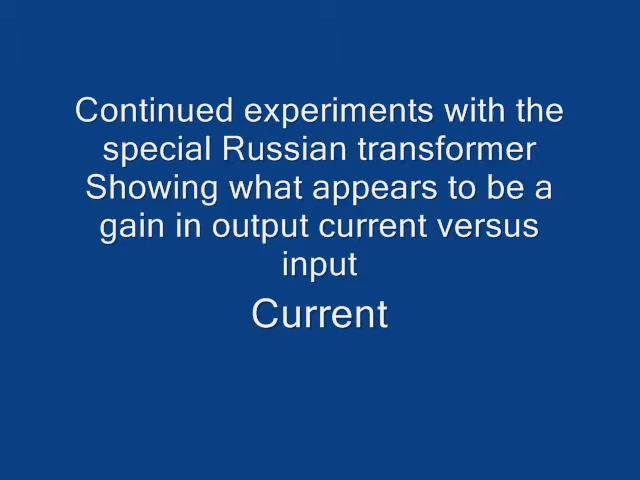 Continued experiments with the
special Russian transformer
Showing what appears to be a
gain in output current versus
input
Current